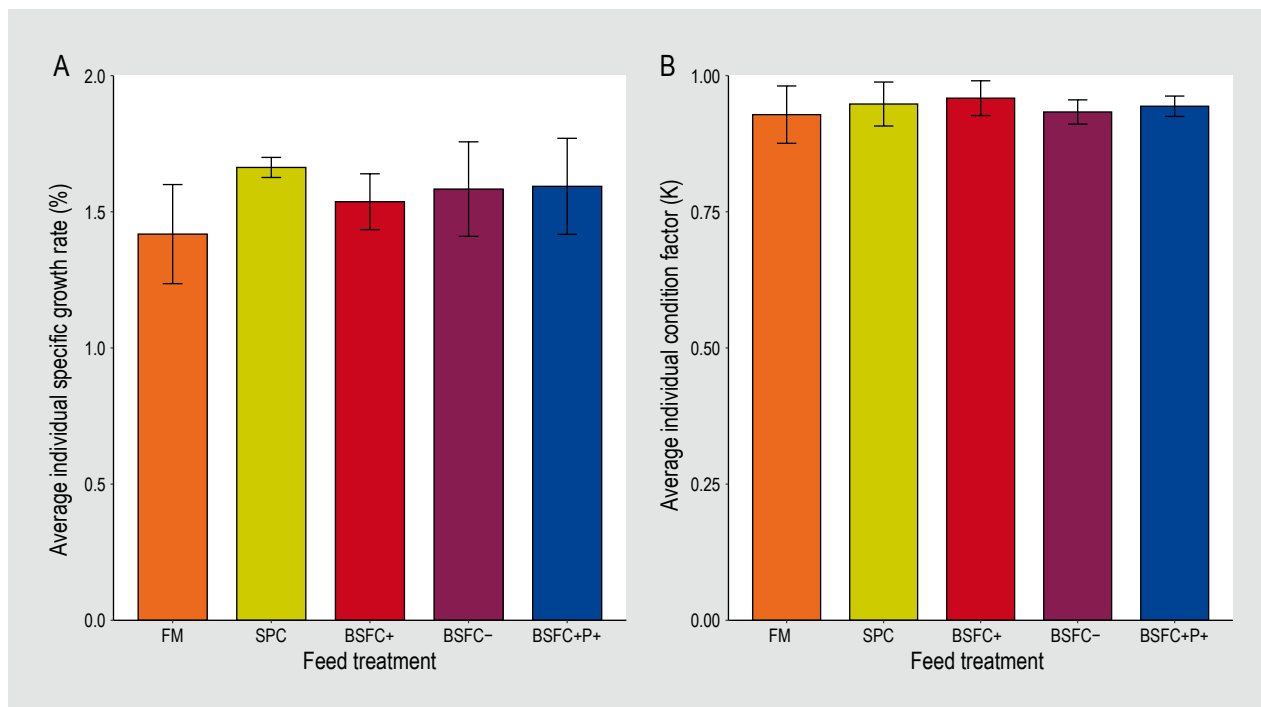 A
Average individual specific growth rate (%)
2.0
1.5
1.0
0.5
0.0
FM SPC BSFC+ BSFC− BSFC+P+
Feed treatment
B
Average individual condition factor (K)
1.00
0.75
0.50
0.25
0.00
FM SPC BSFC+ BSFC− BSFC+P+
Feed treatment